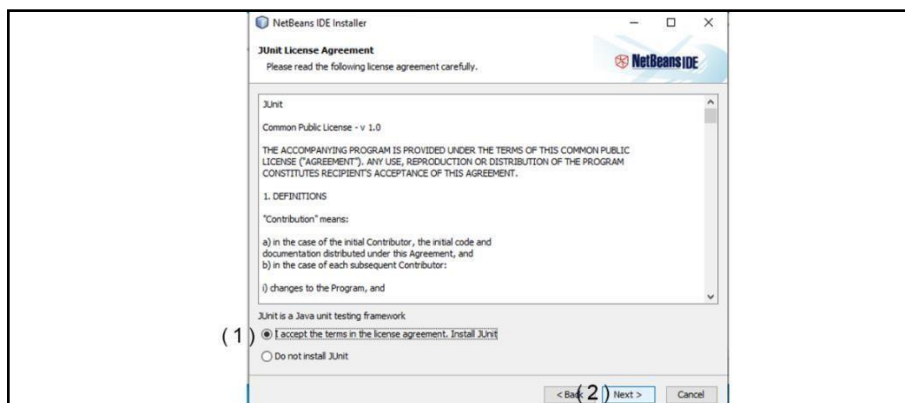 NetBeans IDE Installer
JUnit License Agreement
Please read the following license agreement carefully.
NetBeans IDE
JUnit
Common Public License - v 1.0
THE ACCOMPANYING PROGRAM IS PROVIDED UNDER THE TERMS OF THIS COMMON PUBLIC
LICENSE ("AGREEMENT"). ANY USE, REPRODUCTION OR DISTRIBUTION OF THE PROGRAM
CONSTITUTES RECIPIENT'S ACCEPTANCE OF THIS AGREEMENT.
1. DEFINITIONS
"Contribution" means:
a) in the case of the initial Contributor, the initial code and
documentation distributed under this Agreement, and
b) in the case of each subsequent Contributor:
i) changes to the Program, and
JUnit is a Java unit testing framework
(1) I accept the terms in the license agreement. Install JUnit
Do not install JUnit
< Back (2) Next > Cancel